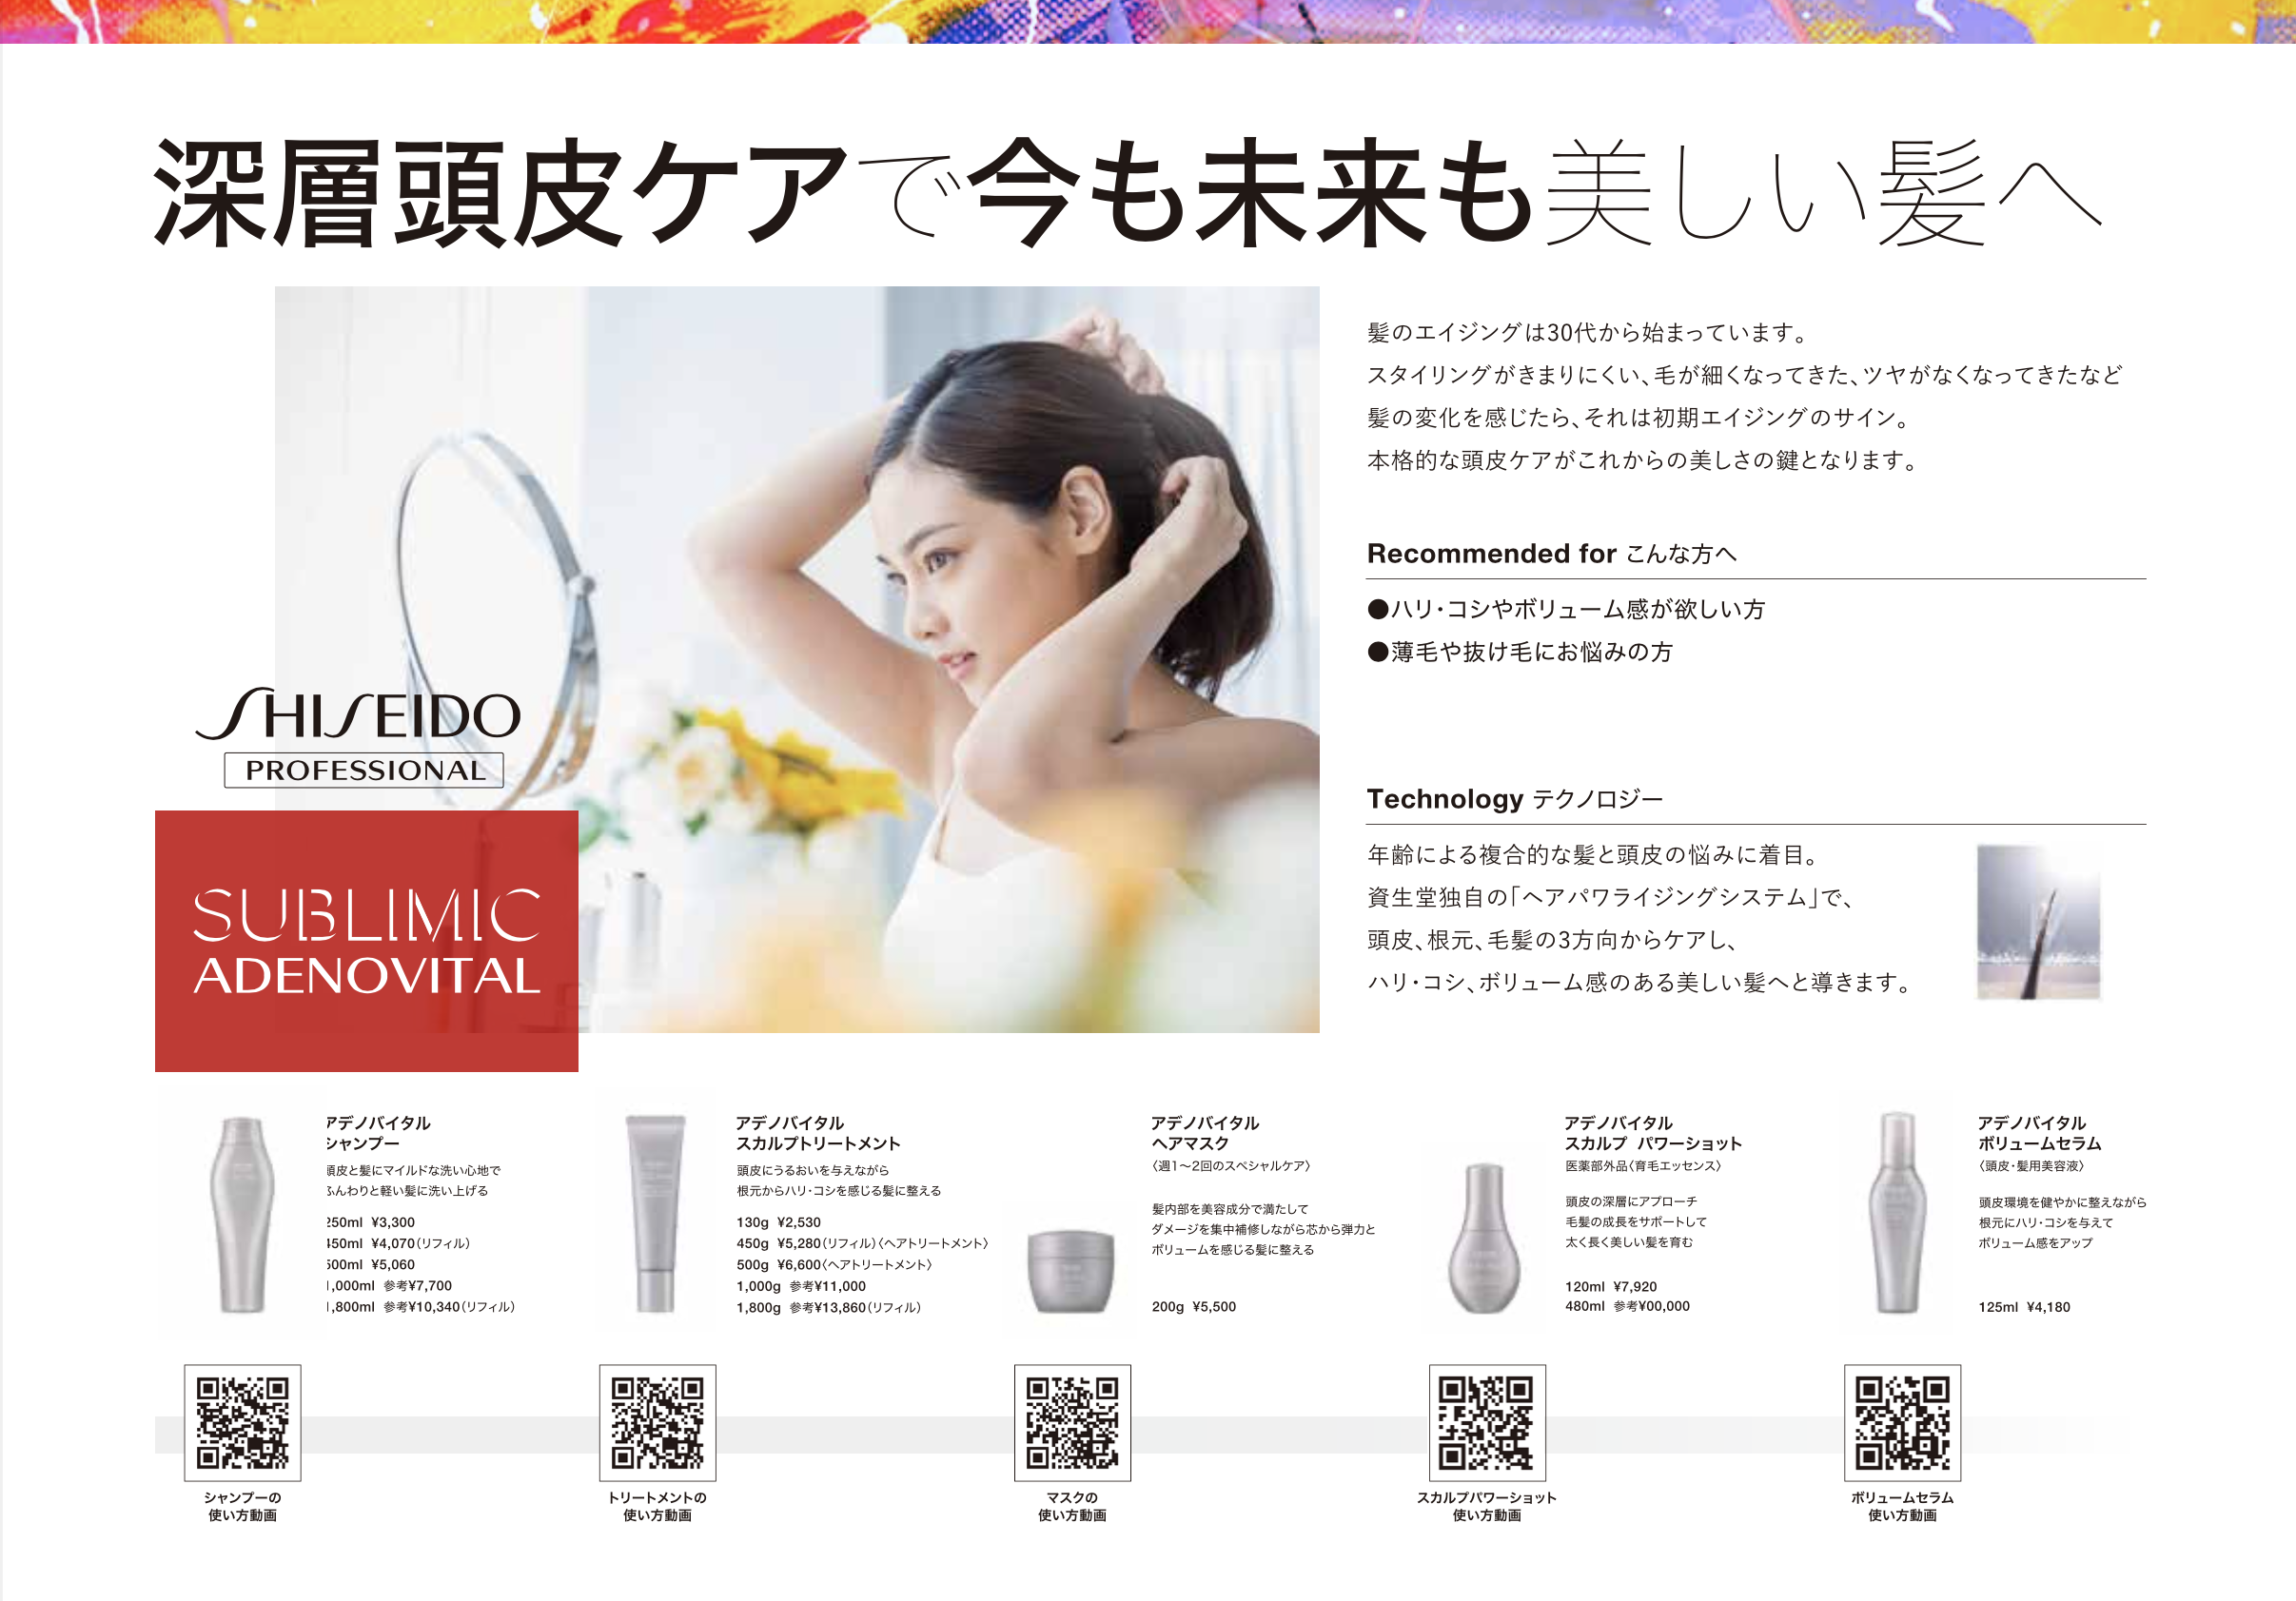 深層頭皮ケアで今も未来も美しい髪へ
髪のエイジングは30代から始まっています。
スタイリングがきまりにくい、毛が細くなってきた、ツヤがなくなってきたなど
髪の変化を感じたら、それは初期エイジングのサイン。
本格的な頭皮ケアがこれからの美しさの鍵となります。
Recommended for こんな方へ
●ハリ・コシやボリューム感が欲しい方
●薄毛や抜け毛にお悩みの方
SHISEIDO
PROFESSIONAL
SUBLIMIC
ADENOVITAL
Technology テクノロジー
年齢による複合的な髪と頭皮の悩みに着目。
資生堂独自の「ヘアパワライジングシステム」で、
頭皮、根元、毛髪の3方向からケアし、
ハリ・コシ、ボリューム感のある美しい髪へと導きます。
アデノバイタル
シャンプー
頭皮と髪にマイルドな洗い心地で
ふんわりと軽い髪に洗い上げる
250ml ¥3,300
450ml ¥4,070(リフィル)
500ml ¥5,060
1,000ml 参考¥7,700
1,800ml 参考¥10,340(リフィル)
アデノバイタル
スカルプトリートメント
頭皮にうるおいを与えながら
根元からハリ・コシを感じる髪に整える
130g ¥2,530
450g ¥5,280(リフィル)〈ヘアトリートメント〉
500g ¥6,600〈ヘアトリートメント〉
1,000g 参考¥11,000
1,800g 参考¥13,860(リフィル)
アデノバイタル
ヘアマスク
〈週1〜2回のスペシャルケア〉
髪内部を美容成分で満たして
ダメージを集中補修しながら芯から弾力と
ボリュームを感じる髪に整える
200g ¥5,500
アデノバイタル
スカルプ パワーショット
医薬部外品〈育毛エッセンス〉
頭皮の深層にアプローチ
毛髪の成長をサポートして
太く長く美しい髪を育む
120ml ¥7,920
480ml 参考¥00,000
アデノバイタル
ボリュームセラム
〈頭皮・髪用美容液〉
頭皮環境を健やかに整えながら
根元にハリ・コシを与えて
ボリューム感をアップ
125ml ¥4,180
シャンプーの
使い方動画
トリートメントの
使い方動画
マスクの
使い方動画
スカルプパワーショット
使い方動画
ボリュームセラム
使い方動画